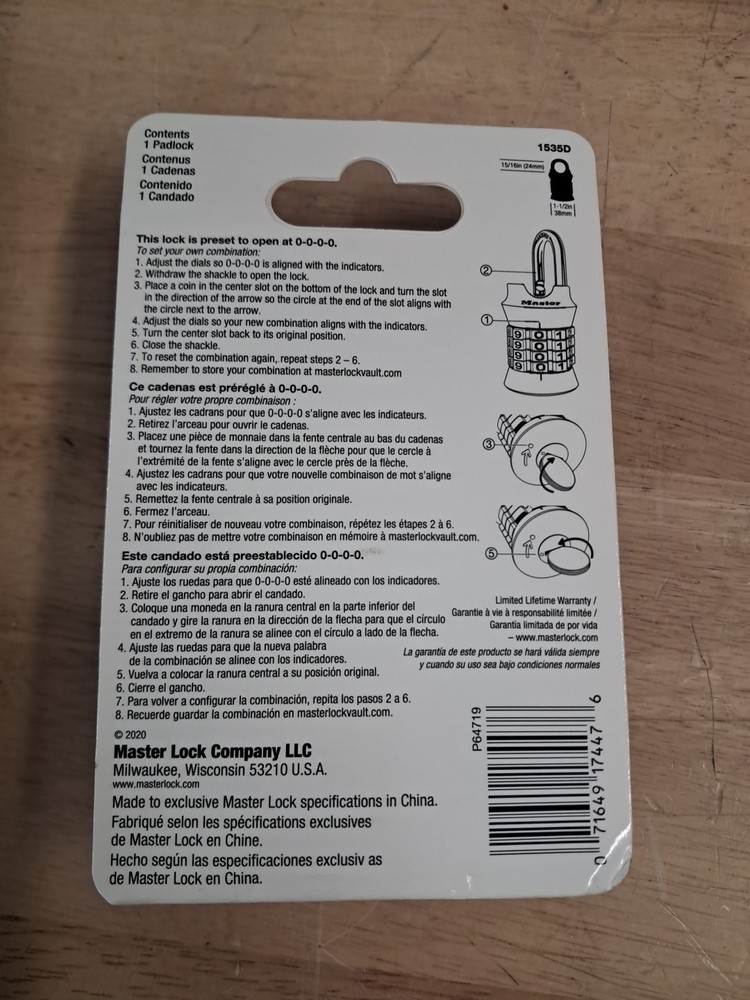 Contents
1 Padlock
Contenus
1 Cadenas
Contenido
1 Candado
1535D
15/16in (24mm)
1-1/2in
38mm
This lock is preset to open at 0-0-0-0.
To set your own combination:
1. Adjust the dials so 0-0-0-0 is aligned with the indicators.
2. Withdraw the shackle to open the lock.
3. Place a coin in the center slot on the bottom of the lock and turn the slot
in the direction of the arrow so the circle at the end of the slot aligns with
the circle next to the arrow.
4. Adjust the dials so your new combination aligns with the indicators.
5. Turn the center slot back to its original position.
6. Close the shackle.
7. To reset the combination again, repeat steps 2 – 6.
8. Remember to store your combination at masterlockvault.com
Ce cadenas est préréglé à 0-0-0-0.
Pour régler votre propre combinaison :
1. Ajustez les cadrans pour que 0-0-0-0 s'aligne avec les indicateurs.
2. Retirez l'arceau pour ouvrir le cadenas.
3. Placez une pièce de monnaie dans la fente centrale au bas du cadenas
et tournez la fente dans la direction de la flèche pour que le cercle à
l'extrémité de la fente s'aligne avec le cercle près de la flèche.
4. Ajustez les cadrans pour que votre nouvelle combinaison de mot s'aligne
avec les indicateurs.
5. Remettez la fente centrale à sa position originale.
6. Fermez l'arceau.
7. Pour réinitialiser de nouveau votre combinaison, répétez les étapes 2 à 6.
8. N'oubliez pas de mettre votre combinaison en mémoire à masterlockvault.com.
Este candado está preestablecido 0-0-0-0.
Para configurar su propia combinación:
1. Ajuste los ruedas para que 0-0-0-0 esté alineado con los indicadores.
2. Retire el gancho para abrir el candado.
3. Coloque una moneda en la ranura central en la parte inferior del
candado y gire la ranura en la dirección de la flecha para que el círculo
en el extremo de la ranura se alinee con el círculo a lado de la flecha.
4. Ajuste las ruedas para que la nueva palabra
de la combinación se alinee con los indicadores.
5. Vuelva a colocar la ranura central a su posición original.
6. Cierre el gancho.
7. Para volver a configurar la combinación, repita los pasos 2 a 6.
8. Recuerde guardar la combinación en masterlockvault.com.
2
Master
1
9 0 1
9 0 1
9 0 1
9 0 1
3
5
Limited Lifetime Warranty /
Garantie à vie à responsabilité limitée /
Garantía limitada de por vida
– www.masterlock.com
La garantía de este producto se hará válida siempre
y cuando su uso sea bajo condiciones normales
© 2020
Master Lock Company LLC
Milwaukee, Wisconsin 53210 U.S.A.
www.masterlock.com
Made to exclusive Master Lock specifications in China.
Fabriqué selon les spécifications exclusives
de Master Lock en Chine.
Hecho según las especificaciones exclusiv as
de Master Lock en China.
P64719
0 71649 17447 6